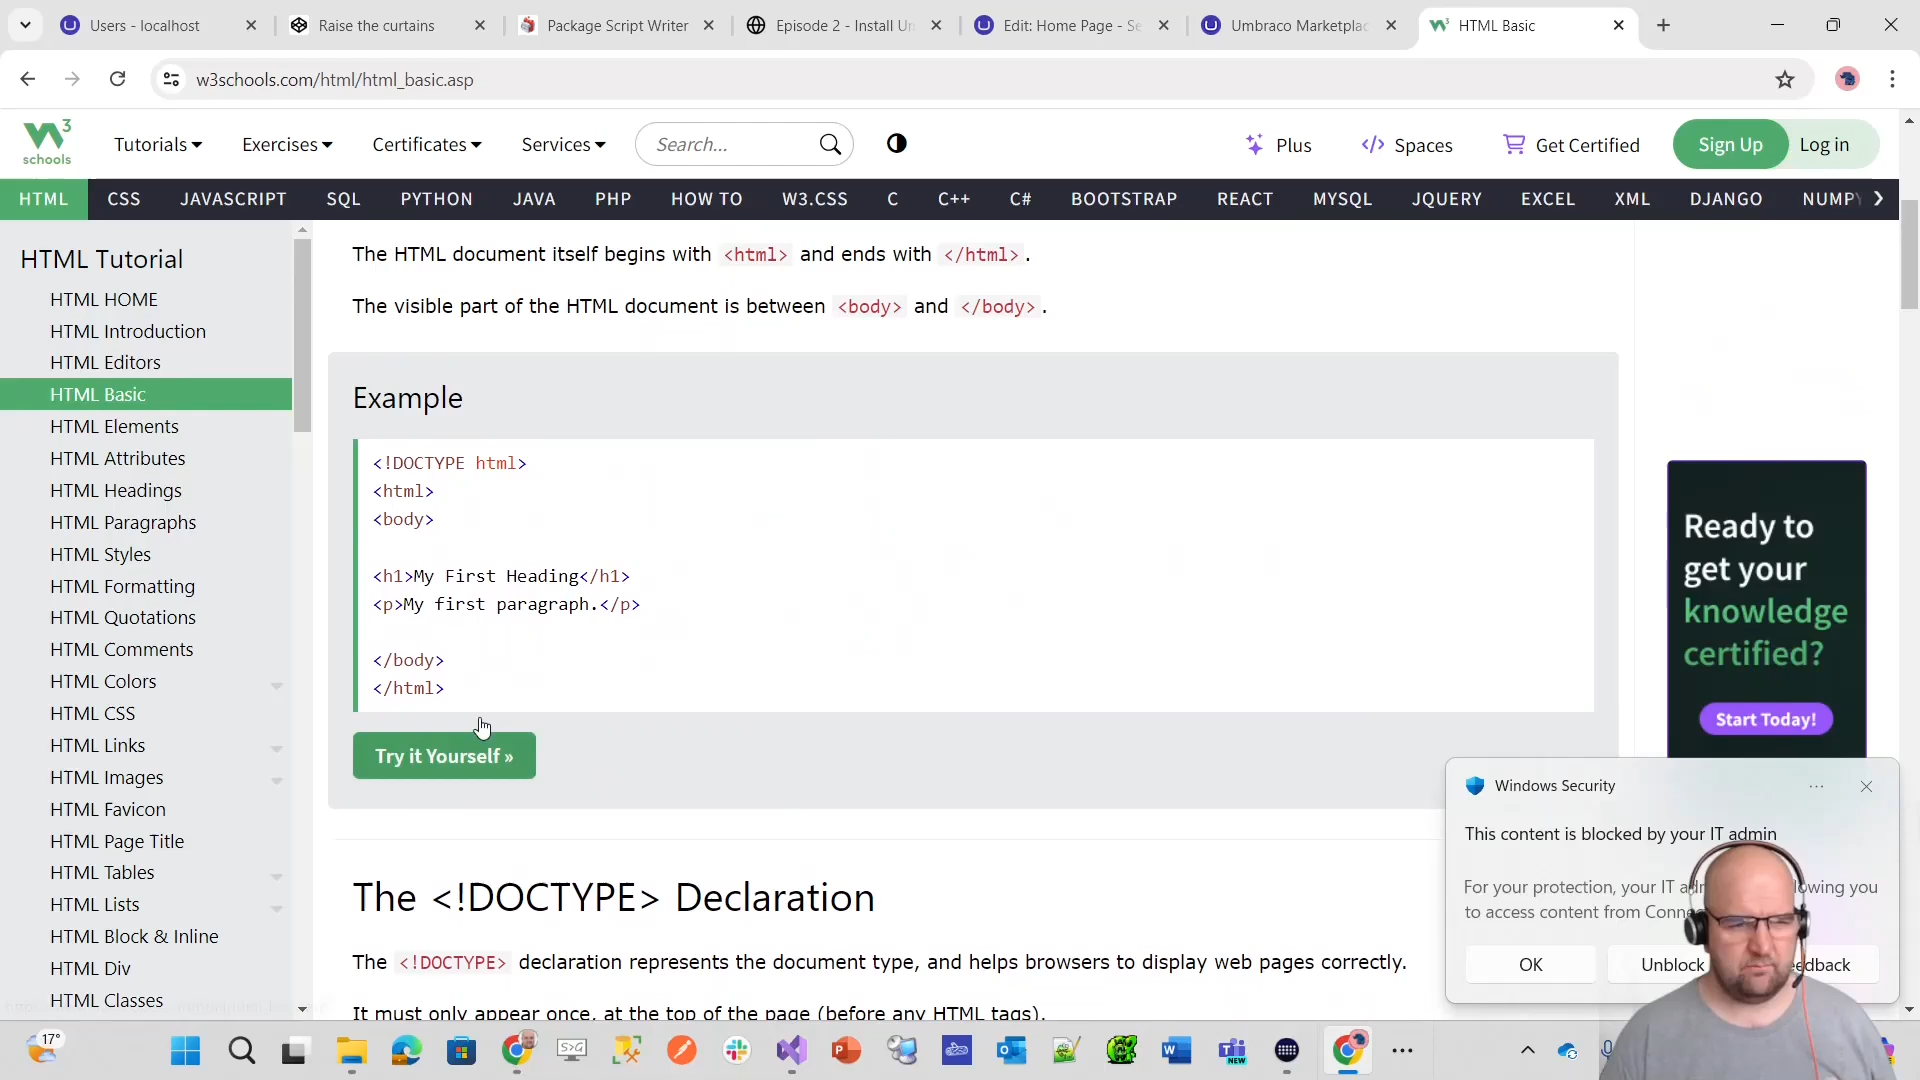 Users - localhost
Raise the curtains
Package Script Writer
Episode 2 - Install Un
Edit: Home Page - Se
Umbraco Marketplac
HTML Basic
w3schools.com/html/html_basic.asp
W3
schools
Tutorials
Exercises
Certificates
Services
Search...
Plus
Spaces
Get Certified
Sign Up
Log in
HTML
CSS
JAVASCRIPT
SQL
PYTHON
JAVA
PHP
HOW TO
W3.CSS
C
C++
C#
BOOTSTRAP
REACT
MYSQL
JQUERY
EXCEL
XML
DJANGO
NUMPY
HTML Tutorial
HTML HOME
HTML Introduction
HTML Editors
HTML Basic
HTML Elements
HTML Attributes
HTML Headings
HTML Paragraphs
HTML Styles
HTML Formatting
HTML Quotations
HTML Comments
HTML Colors
HTML CSS
HTML Links
HTML Images
HTML Favicon
HTML Page Title
HTML Tables
HTML Lists
HTML Block & Inline
HTML Div
HTML Classes
The HTML document itself begins with <html> and ends with </html>.
The visible part of the HTML document is between <body> and </body>.
Example
<!DOCTYPE html>
<html>
<body>
<h1>My First Heading</h1>
<p>My first paragraph.</p>
</body>
</html>
Try it Yourself »
The <!DOCTYPE> Declaration
The <!DOCTYPE> declaration represents the document type, and helps browsers to display web pages correctly.
It must only appear once, at the top of the page (before any HTML tags).
Ready to
get your
knowledge
certified?
Start Today!
Windows Security
This content is blocked by your IT admin
For your protection, your IT
to access content from
you
OK
Unblock
17°
S>G
NEW